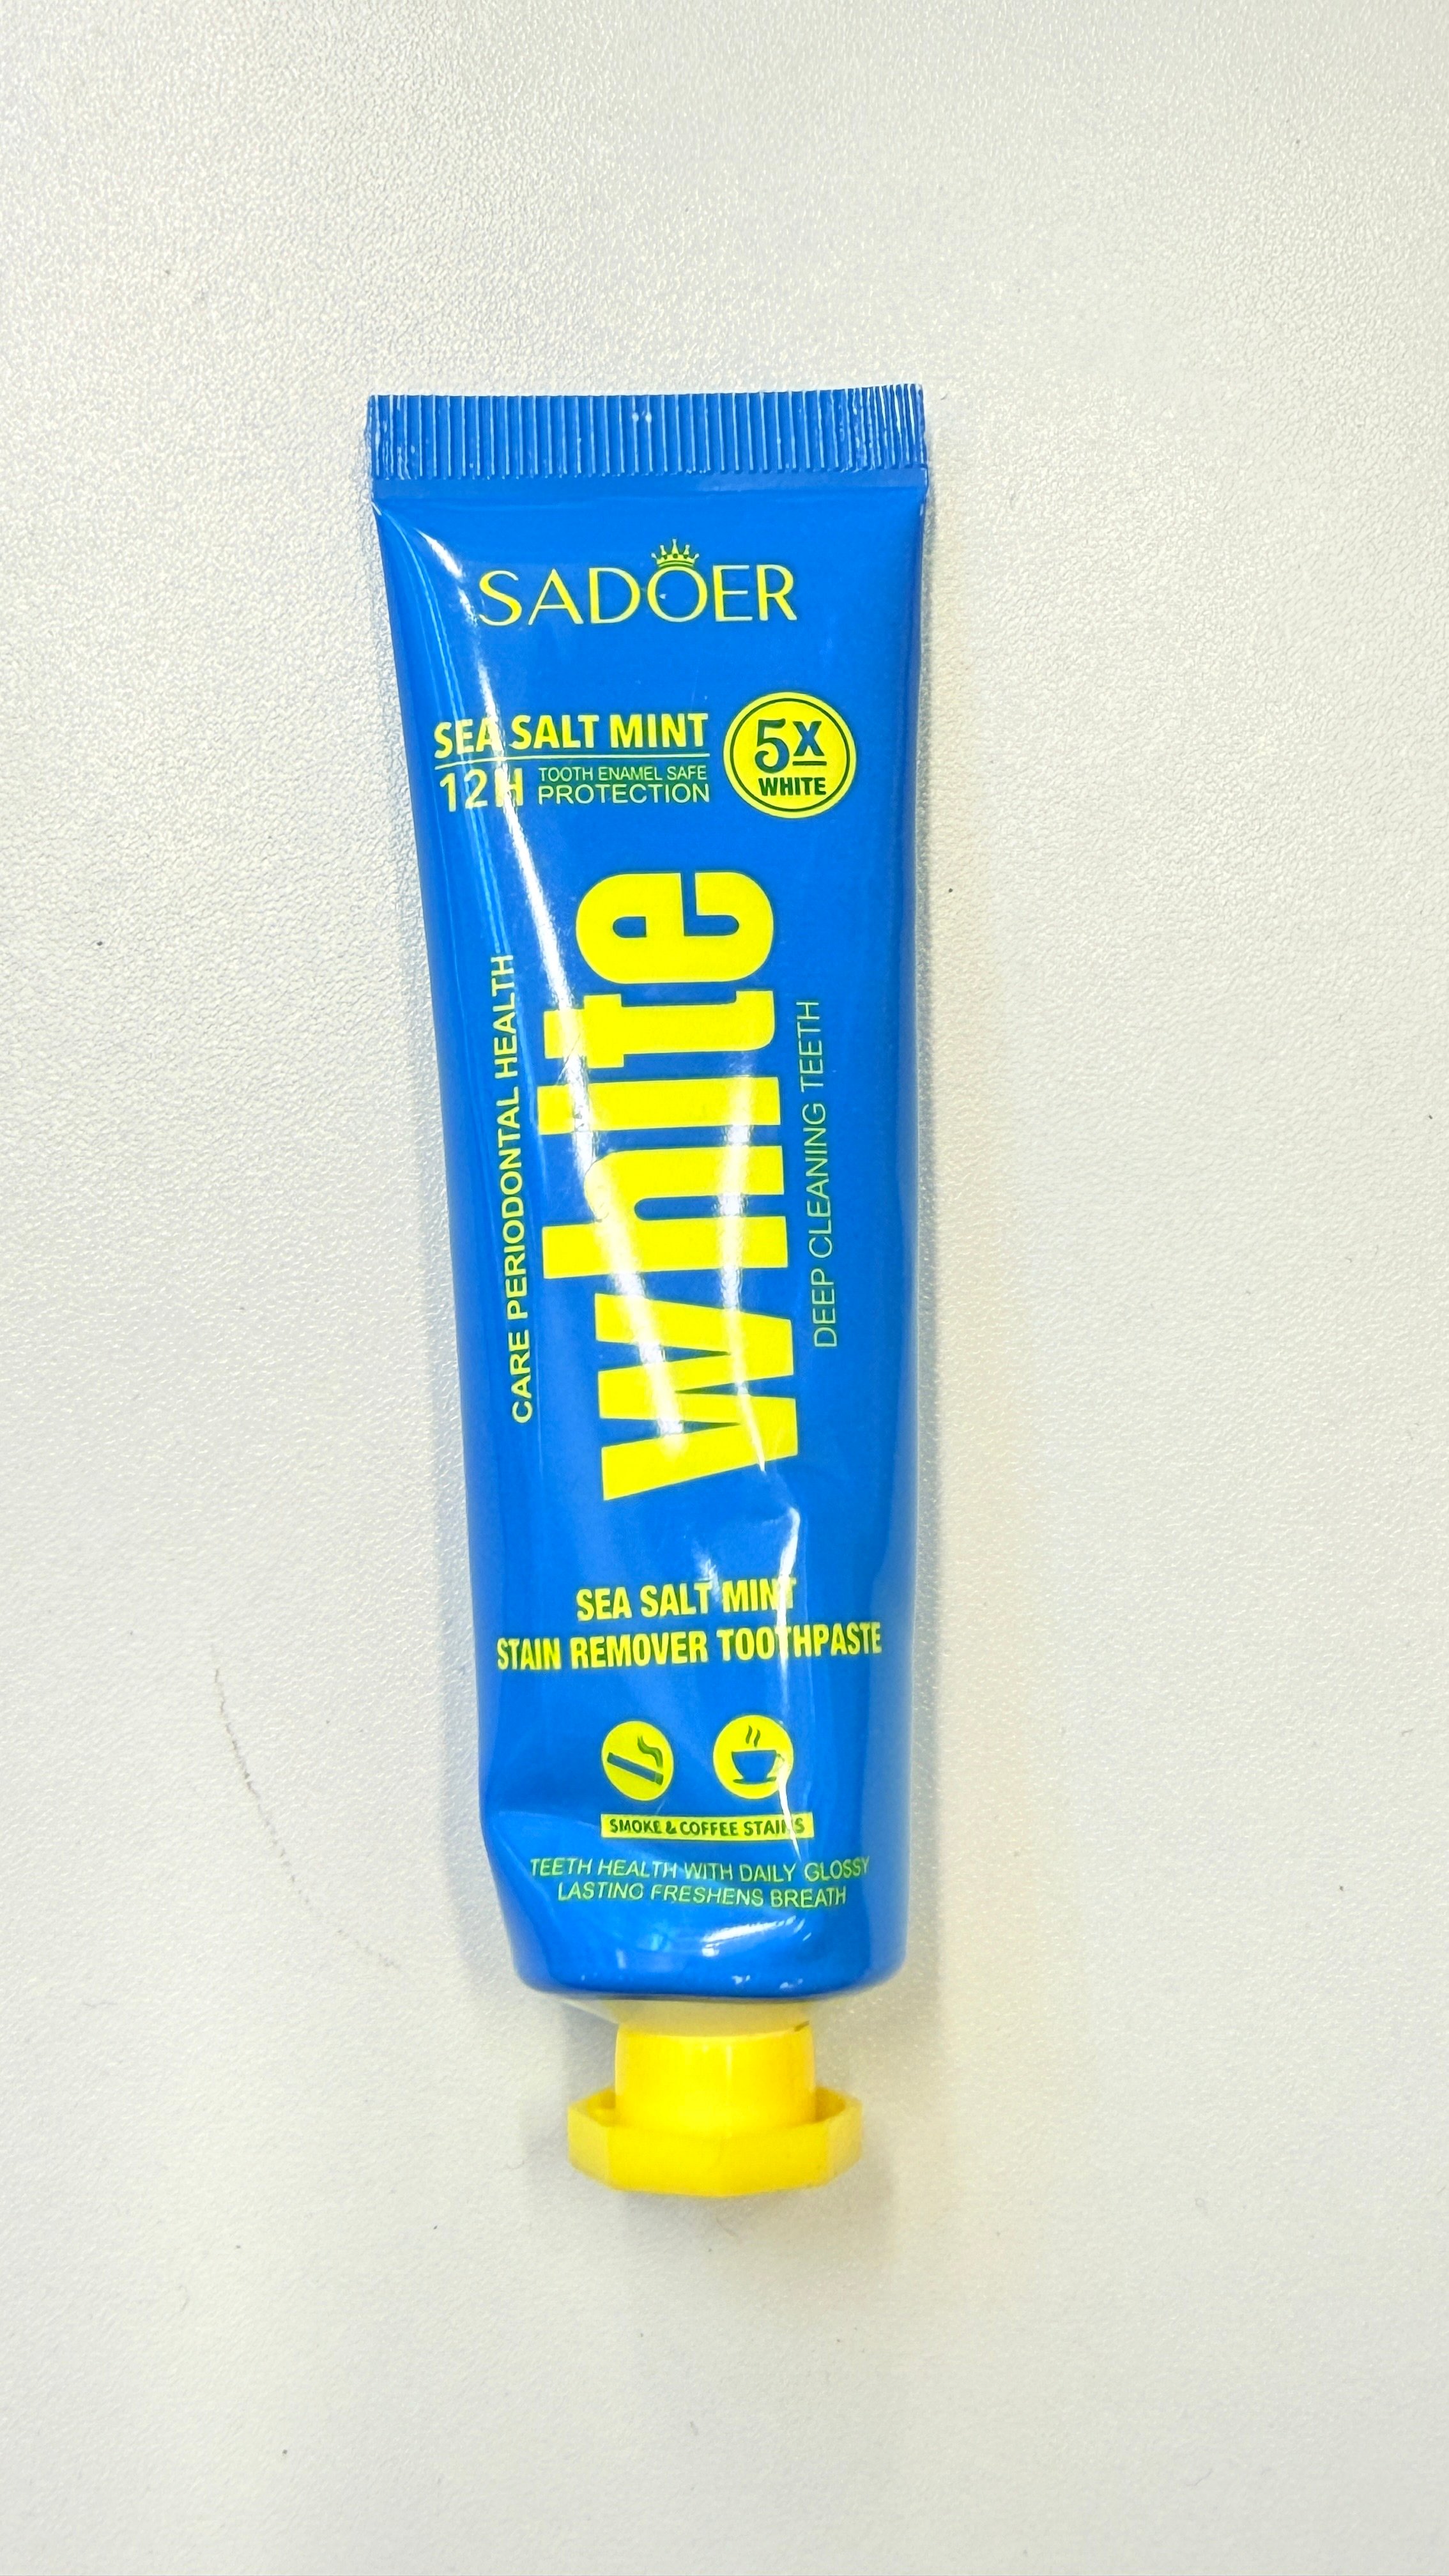 SADOER
SEA SALT MINT
12H TOOTH ENAMEL SAFE
PROTECTION
5X
WHITE
CARE PERIODONTAL HEALTH
white
DEEP CLEANING TEETH
SEA SALT MINT
STAIN REMOVER TOOTHPASTE
SMOKE & COFFEE STAINS
TEETH HEALTH WITH DAILY GLOSSY
LASTING FRESHENS BREATH